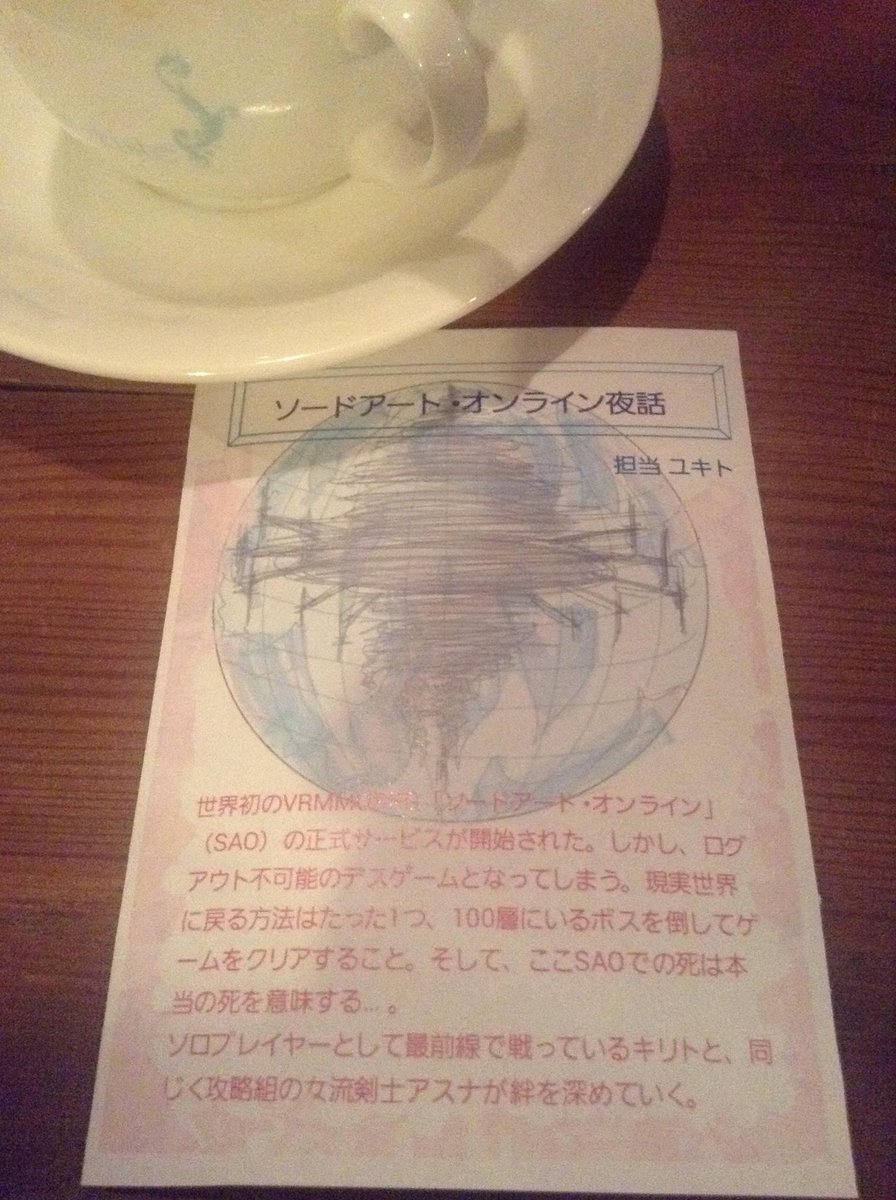 ソードアート・オンライン夜話
担当 ユキト
世界初のVRMMO 「ソードアート・オンライン」
（SAO）の正式サービスが開始された。しかし、ログ
アウト不可能のデスゲームとなってしまう。現実世界
に戻る方法はたった1つ、100層にいるボスを倒してゲ
ームをクリアすること。そして、ここSAOでの死は本
当の死を意味する…。
ソロプレイヤーとして最前線で戦っているキリトと、同
じく攻略組の女流剣士アスナが絆を深めていく。